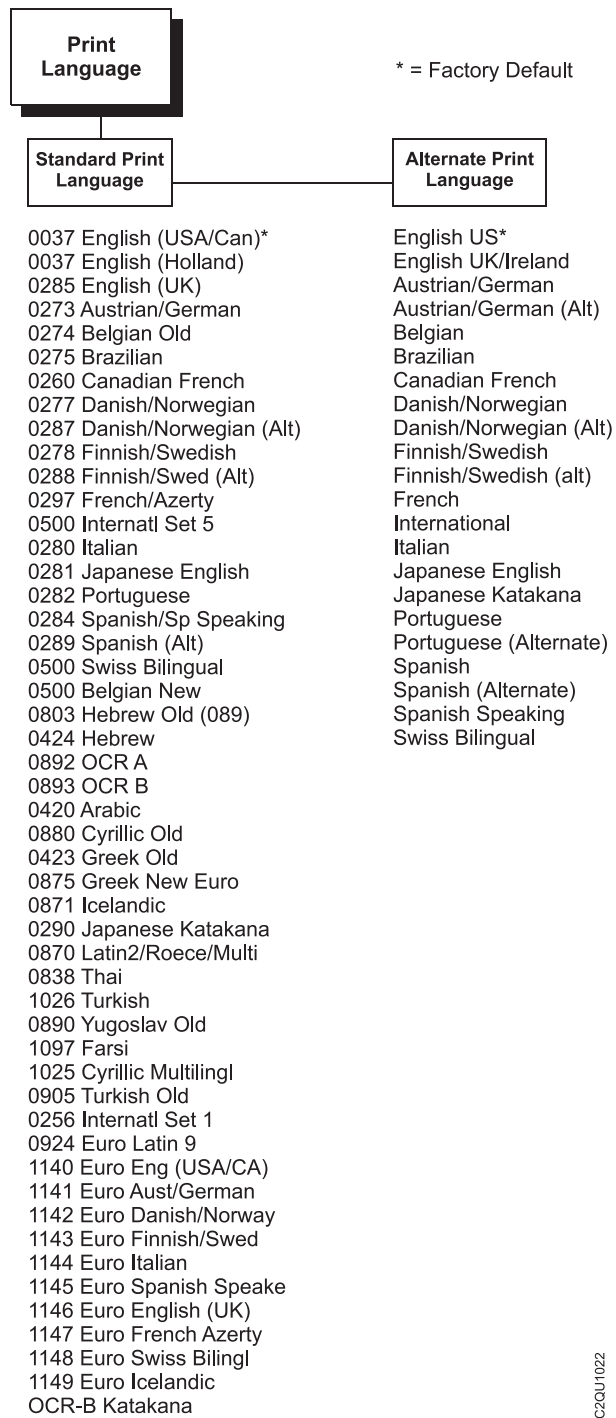 Print
Language
* = Factory Default
Standard Print
Language
Alternate Print
Language
0037 English (USA/Can)*
0037 English (Holland)
0285 English (UK)
0273 Austrian/German
0274 Belgian Old
0275 Brazilian
0260 Canadian French
0277 Danish/Norwegian
0287 Danish/Norwegian (Alt)
0278 Finnish/Swedish
0288 Finnish/Swed (Alt)
0297 French/Azerty
0500 Internatl Set 5
0280 Italian
0281 Japanese English
0282 Portuguese
0284 Spanish/Sp Speaking
0289 Spanish (Alt)
0500 Swiss Bilingual
0500 Belgian New
0803 Hebrew Old (089)
0424 Hebrew
0892 OCR A
0893 OCR B
0420 Arabic
0880 Cyrillic Old
0423 Greek Old
0875 Greek New Euro
0871 Icelandic
0290 Japanese Katakana
0870 Latin2/Roece/Multi
0838 Thai
1026 Turkish
0890 Yugoslav Old
1097 Farsi
1025 Cyrillic Multilingl
0905 Turkish Old
0256 Internatl Set 1
0924 Euro Latin 9
1140 Euro Eng (USA/CA)
1141 Euro Aust/German
1142 Euro Danish/Norway
1143 Euro Finnish/Swed
1144 Euro Italian
1145 Euro Spanish Speake
1146 Euro English (UK)
1147 Euro French Azerty
1148 Euro Swiss Bilingl
1149 Euro Icelandic
OCR-B Katakana
English US*
English UK/Ireland
Austrian/German
Austrian/German (Alt)
Belgian
Brazilian
Canadian French
Danish/Norwegian
Danish/Norwegian (Alt)
Finnish/Swedish
Finnish/Swedish (alt)
French
International
Italian
Japanese English
Japanese Katakana
Portuguese
Portuguese (Alternate)
Spanish
Spanish (Alternate)
Spanish Speaking
Swiss Bilingual
C2QU1022